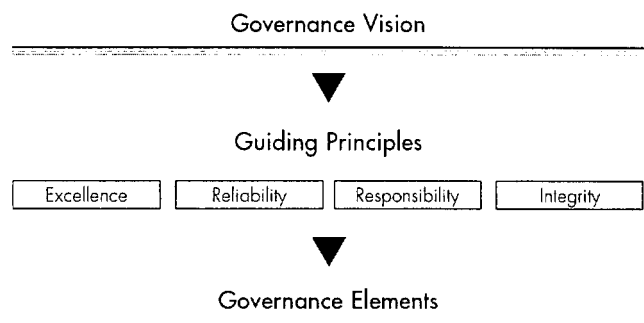 Governance Vision
Guiding Principles
Excellence Reliability Responsibility Integrity
Governance Elements